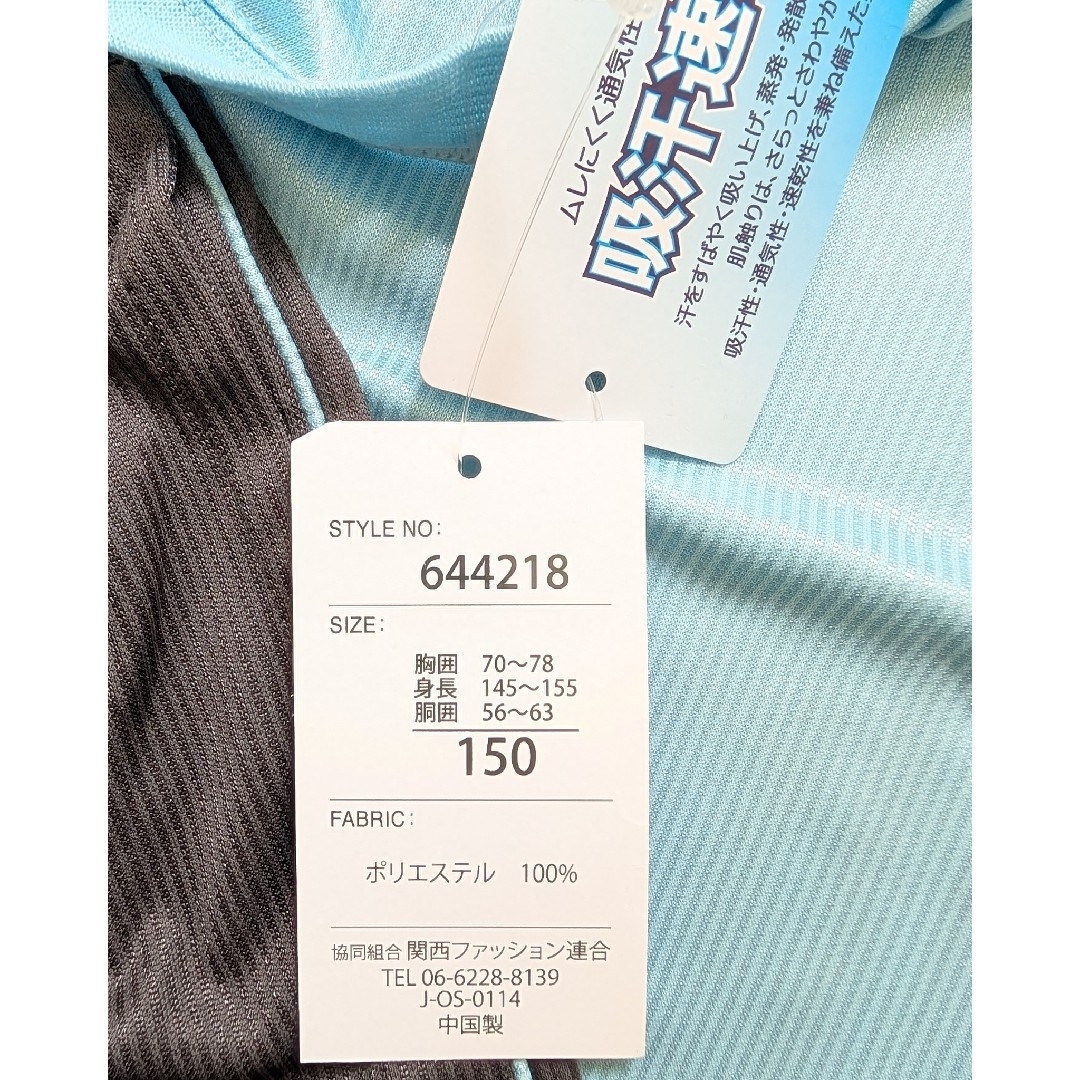 ムレにくく通気性
吸汗速
汗をすばやく吸い上げ、蒸発・発散
肌触りは、さらっとさわやか
吸汗性・通気性・速乾性を兼ね備えた
STYLE NO:
644218
SIZE:
胸囲 70～78
身長 145～155
胴囲 56～63
150
FABRIC:
ポリエステル 100%
協同組合 関西ファッション連合
TEL 06-6228-8139
J-OS-0114
中国製